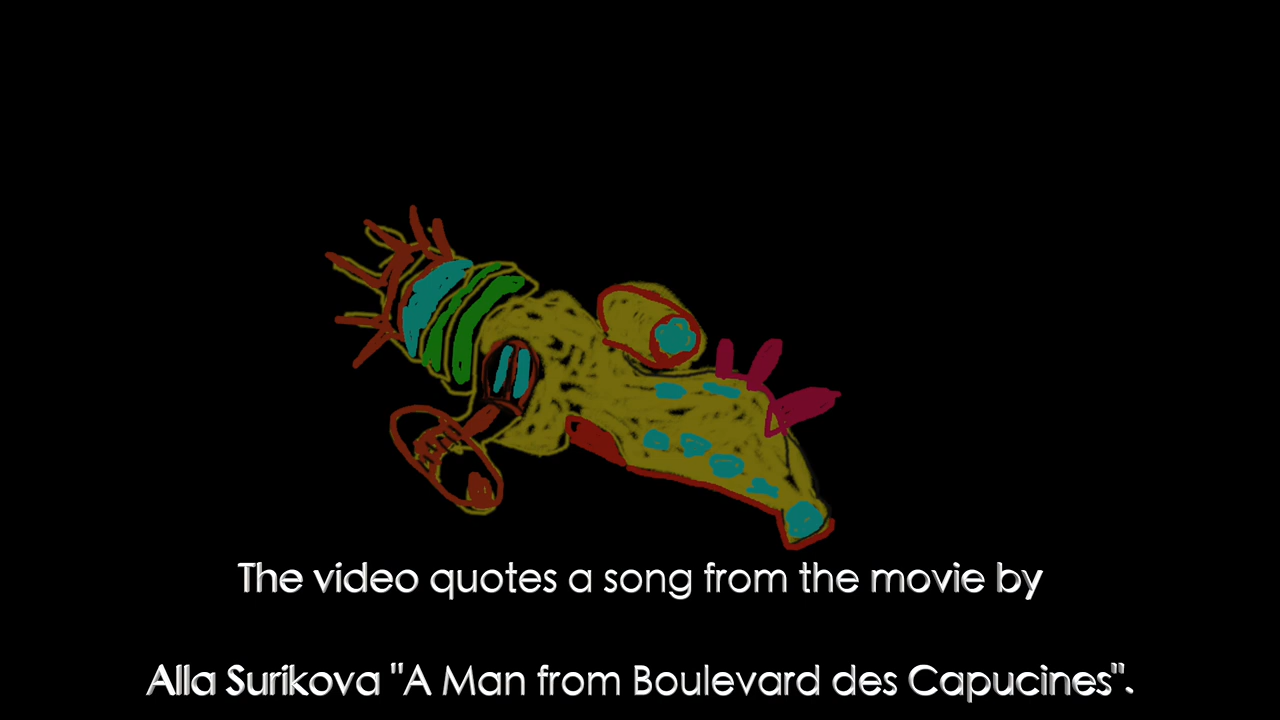 The video quotes a song from the movie by
Alla Surikova "A Man from Boulevard des Capucines".